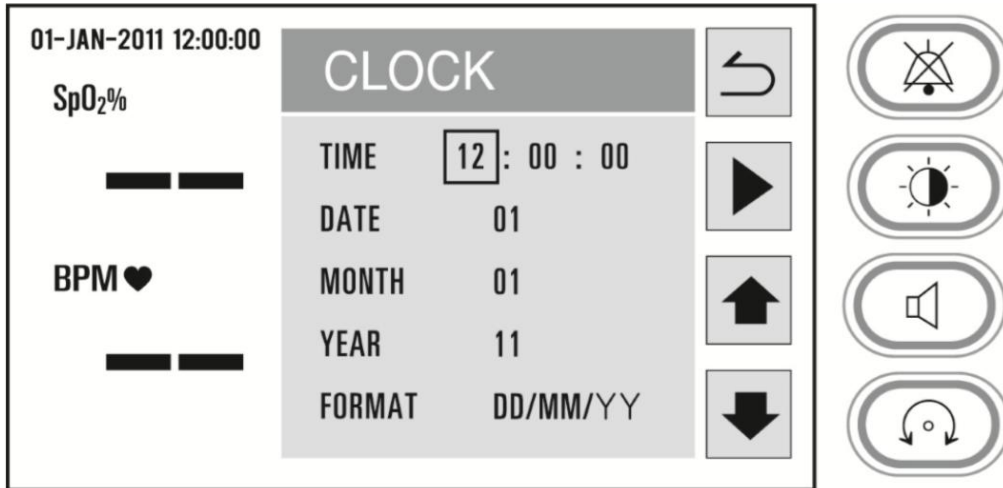 01-JAN-2011 12:00:00
SpO₂%
BPM
CLOCK
TIME 12 : 00 : 00
DATE 01
MONTH 01
YEAR 11
FORMAT DD/MM/YY